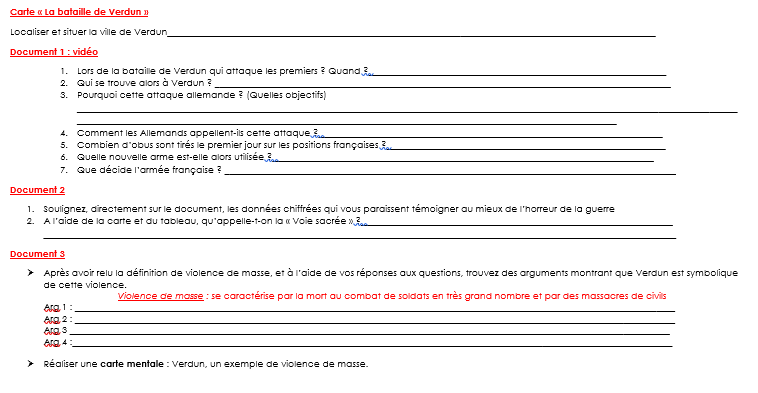 Carte « La bataille de Verdun »
Localiser et situer la ville de Verdun
Document 1 : vidéo
1. Lors de la bataille de Verdun qui attaque les premiers ? Quand ?
2. Qui se trouve alors à Verdun ?
3. Pourquoi cette attaque allemande ? (Quelles objectifs)
4. Comment les Allemands appellent-ils cette attaque ?
5. Combien d'obus sont tirés le premier jour sur les positions françaises ?
6. Quelle nouvelle arme est-elle alors utilisée ?
7. Que décide l'armée française ?
Document 2
1. Soulignez, directement sur le document, les données chiffrées qui vous paraissent témoigner au mieux de l'horreur de la guerre
2. A l'aide de la carte et du tableau, qu'appelle-t-on la « Voie sacrée » ?
Document 3
➤ Après avoir relu la définition de violence de masse, et à l'aide de vos réponses aux questions, trouvez des arguments montrant que Verdun est symbolique
de cette violence.
Violence de masse : se caractérise par la mort au combat de soldats en très grand nombre et par des massacres de civils
Arg 1 :
Arg 2 :
Arg 3
Arg 4 :
➤ Réaliser une carte mentale : Verdun, un exemple de violence de masse.